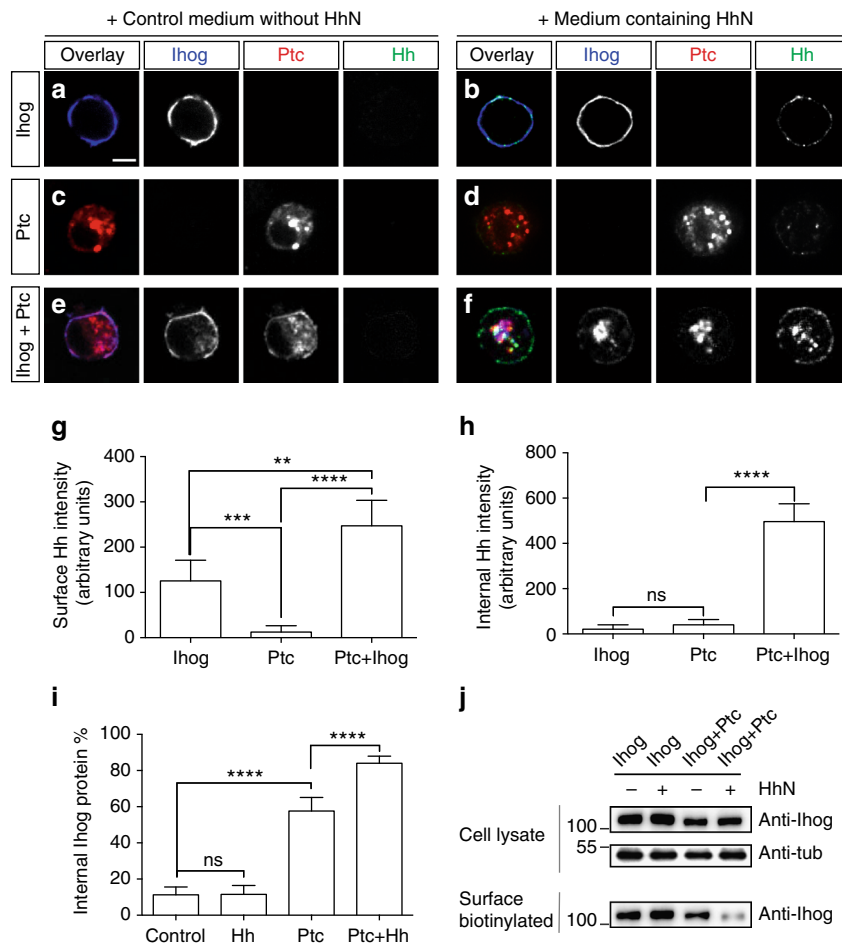 + Control medium without HhN
+ Medium containing HhN
Overlay Ihog Ptc Hh
Overlay Ihog Ptc Hh
Ihog
a
b
Ptc
c
d
Ihog + Ptc
e
f
g
Surface Hh intensity
(arbitrary units)
400
300
200
100
0
**
***
****
Ihog Ptc Ptc+Ihog
h
Internal Hh intensity
(arbitrary units)
800
600
400
200
0
ns
****
Ihog Ptc Ptc+Ihog
i
Internal Ihog protein %
100
80
60
40
20
0
****
****
ns
Control Hh Ptc Ptc+Hh
j
Ihog Ihog Ihog+Ptc Ihog+Ptc
− + − + HhN
Cell lysate
100
Anti-Ihog
55
Anti-tub
Surface
biotinylated
100
Anti-Ihog